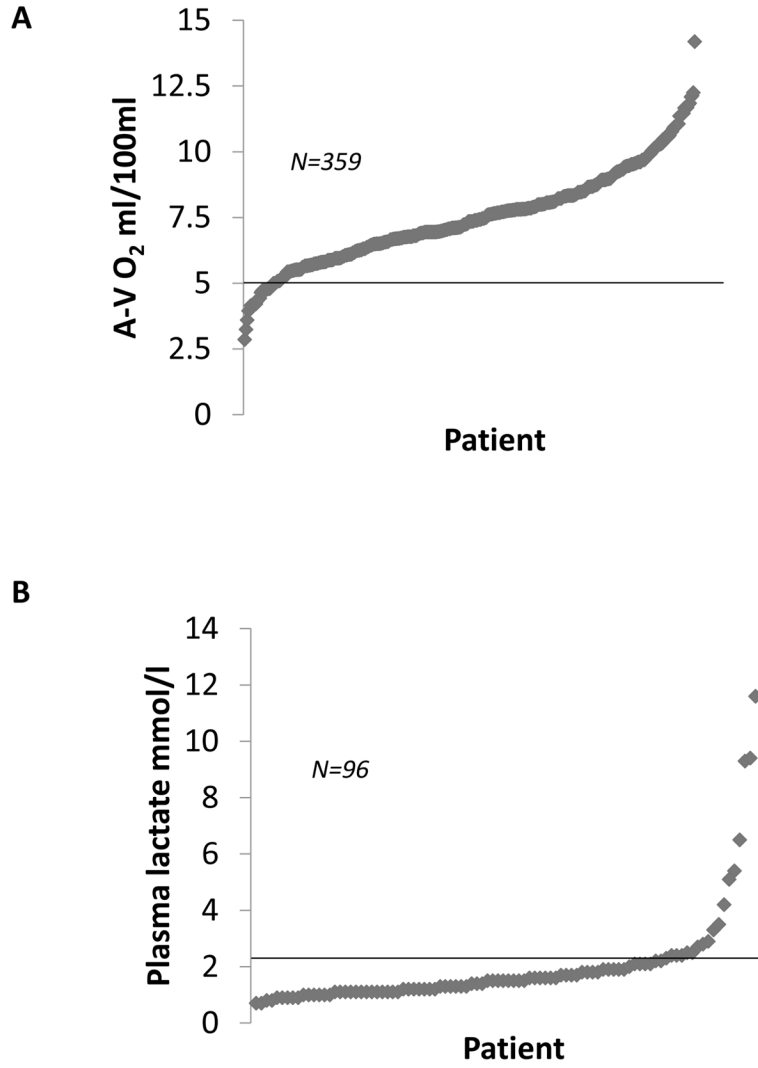 A
A-V O₂ ml/100ml
15
12.5
10
7.5
5
2.5
0
N=359
Patient
B
Plasma lactate mmol/l
14
12
10
8
6
4
2
0
N=96
Patient